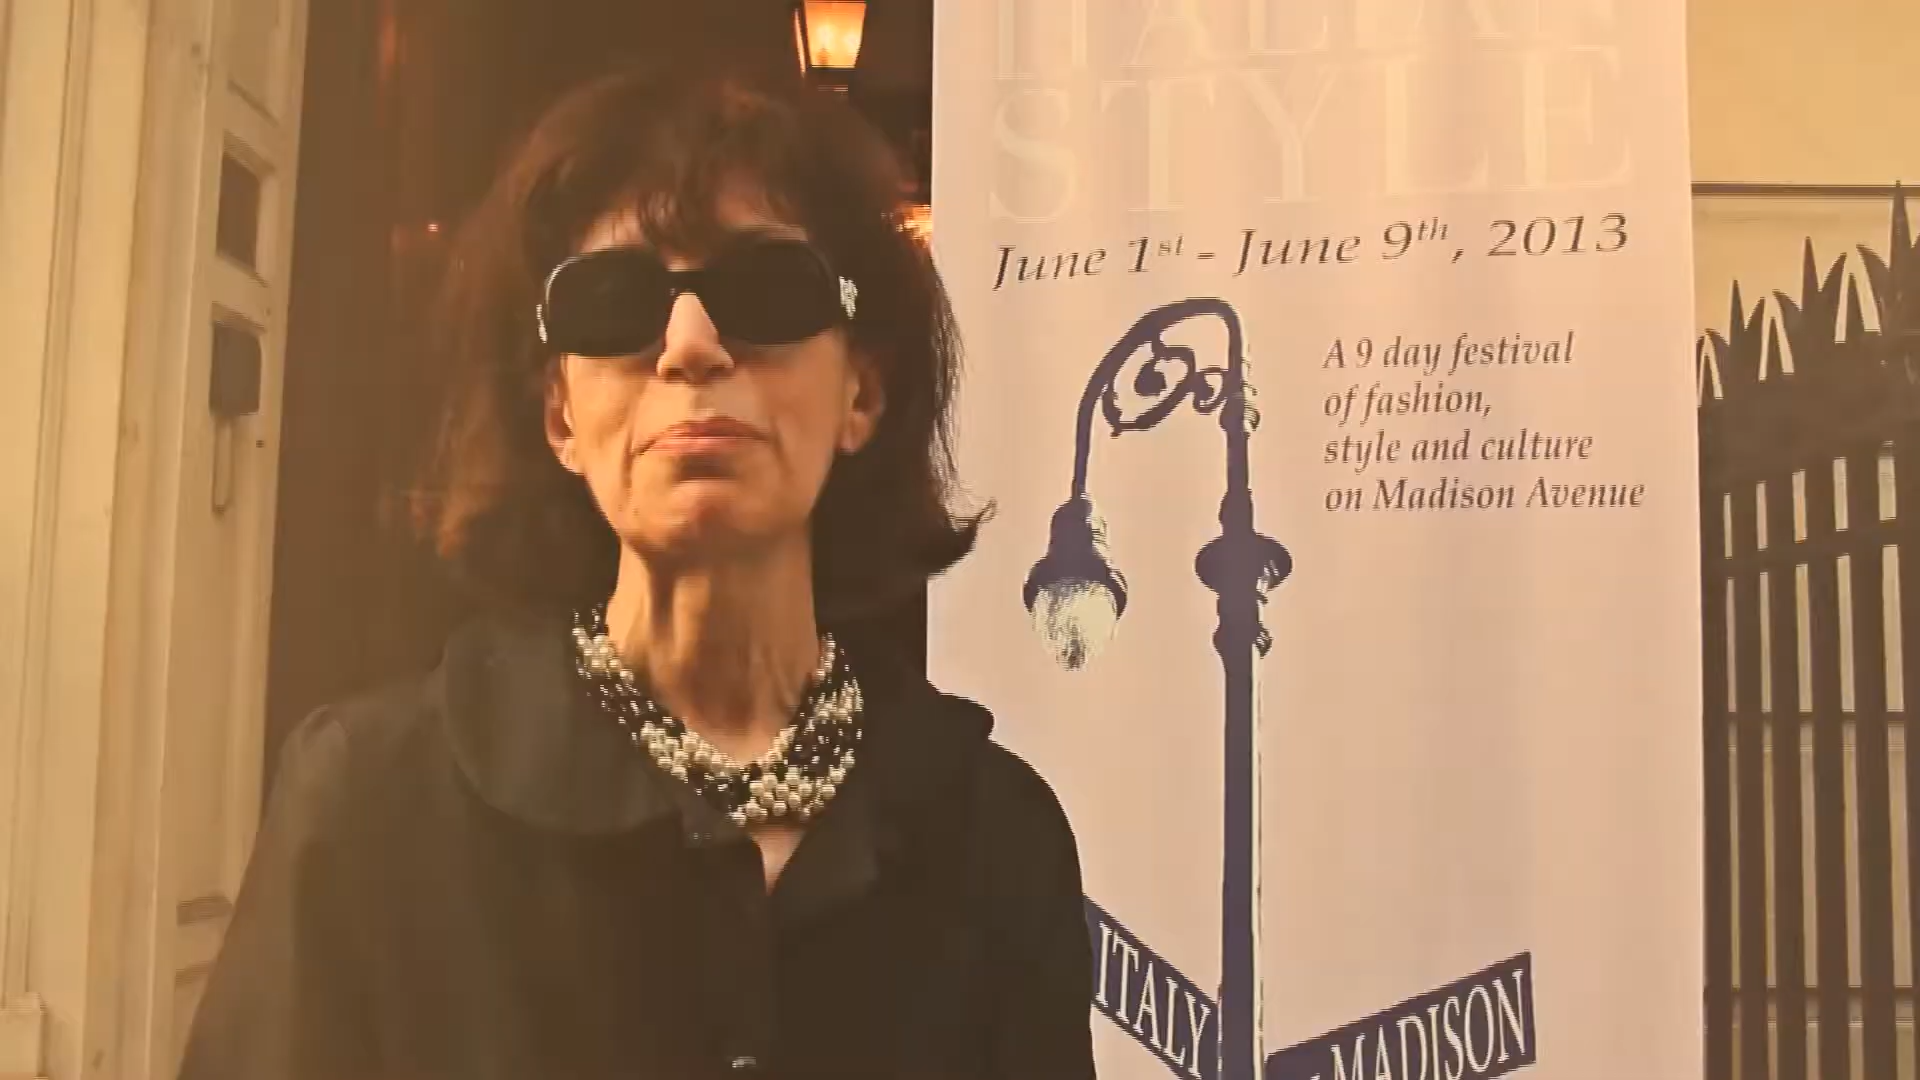 ITALIAN
STYLE
June 1st - June 9th, 2013
A 9 day festival
of fashion,
style and culture
on Madison Avenue
ITALY
MADISON